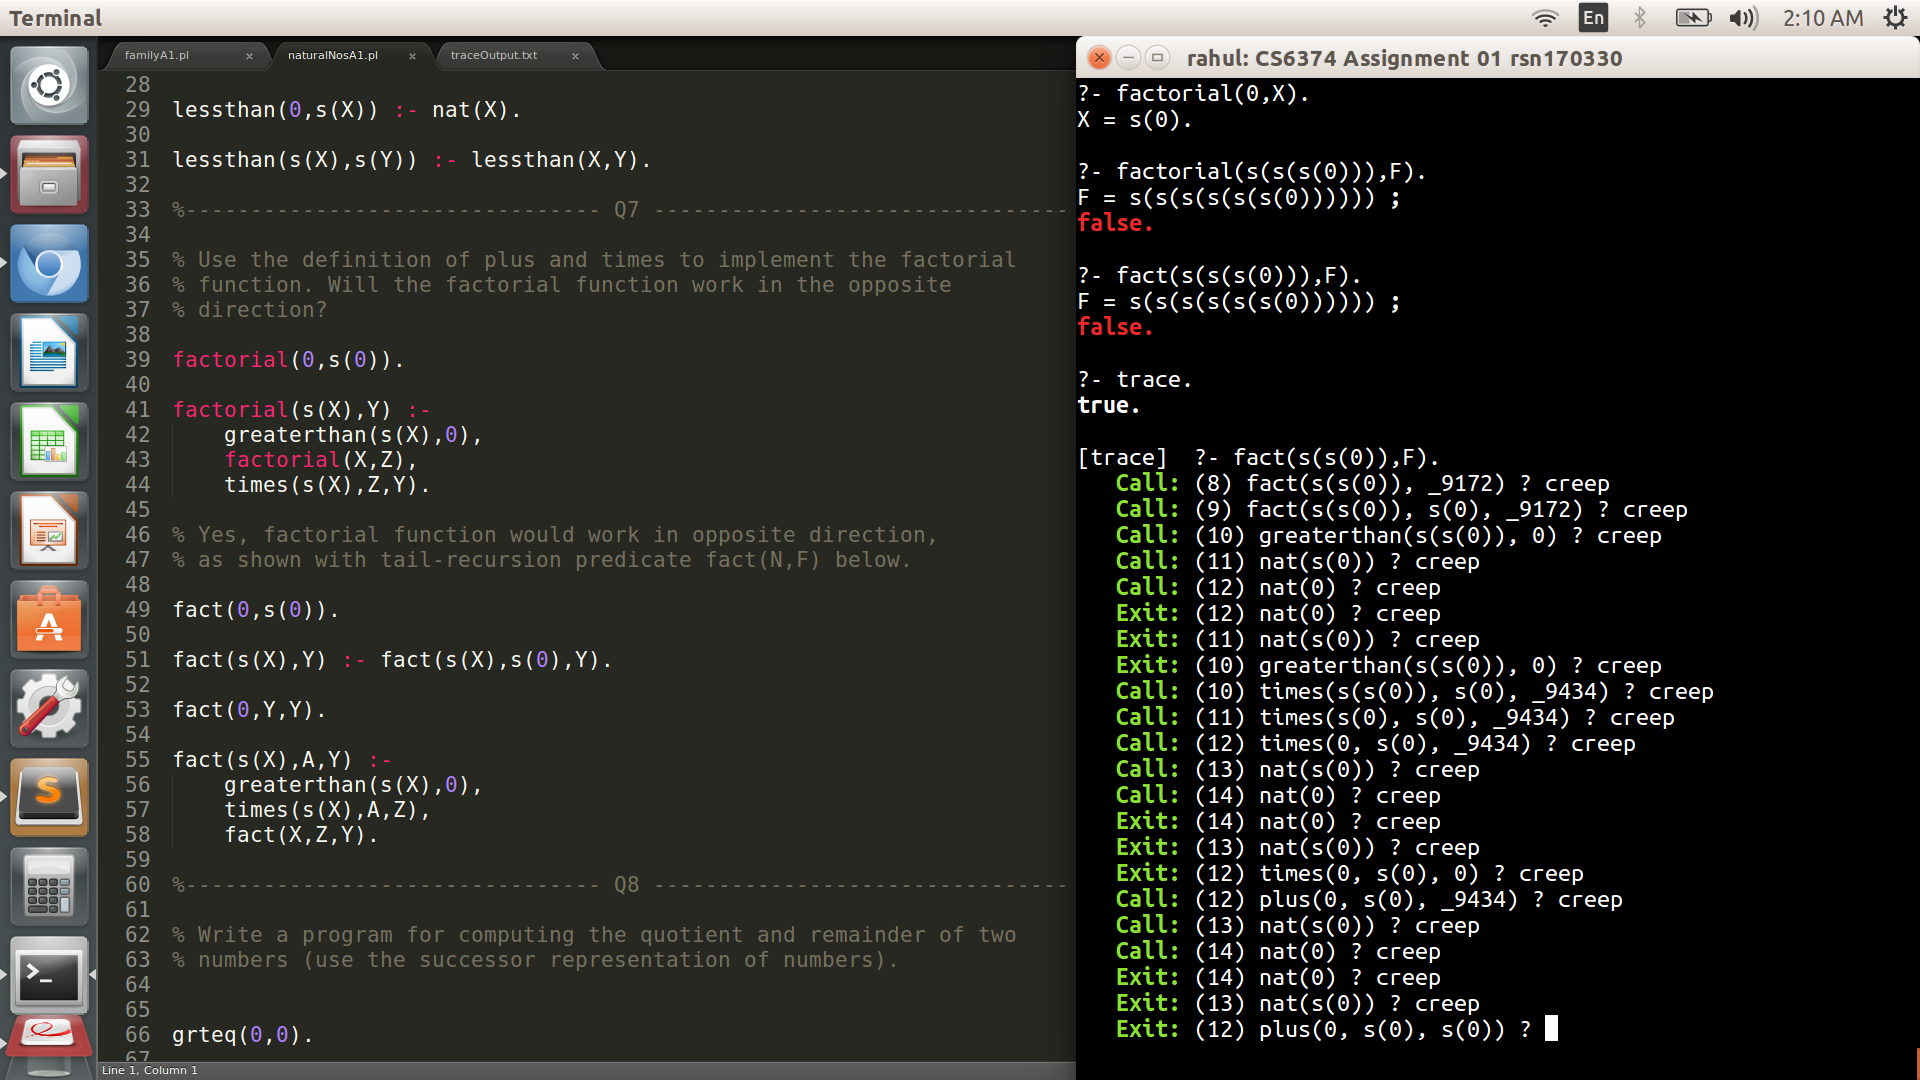 Terminal
En
2:10 AM
familyA1.pl × naturalNosA1.pl × traceOutput.txt ×
28
29 lessthan(0,s(X)) :- nat(X).
30
31 lessthan(s(X),s(Y)) :- lessthan(X,Y).
32
33 %-------------------------------- Q7 --------------------------------
34
35 % Use the definition of plus and times to implement the factorial
36 % function. Will the factorial function work in the opposite
37 % direction?
38
39 factorial(0,s(0)).
40
41 factorial(s(X),Y) :-
42 greaterthan(s(X),0),
43 factorial(X,Z),
44 times(s(X),Z,Y).
45
46 % Yes, factorial function would work in opposite direction,
47 % as shown with tail-recursion predicate fact(N,F) below.
48
49 fact(0,s(0)).
50
51 fact(s(X),Y) :- fact(s(X),s(0),Y).
52
53 fact(0,Y,Y).
54
55 fact(s(X),A,Y) :-
56 greaterthan(s(X),0),
57 times(s(X),A,Z),
58 fact(X,Z,Y).
59
60 %-------------------------------- Q8 --------------------------------
61
62 % Write a program for computing the quotient and remainder of two
63 % numbers (use the successor representation of numbers).
64
65
66 grteq(0,0).
67
Line 1, Column 1
rahul: CS6374 Assignment 01 rsn170330
?- factorial(0,X).
X = s(0).
?- factorial(s(s(s(0))),F).
F = s(s(s(s(s(s(0)))))) ;
false.
?- fact(s(s(s(0))),F).
F = s(s(s(s(s(s(0)))))) ;
false.
?- trace.
true.
[trace]  ?- fact(s(s(0)),F).
Call: (8) fact(s(s(0)), _9172) ? creep
Call: (9) fact(s(s(0)), s(0), _9172) ? creep
Call: (10) greaterthan(s(s(0)), 0) ? creep
Call: (11) nat(s(0)) ? creep
Call: (12) nat(0) ? creep
Exit: (12) nat(0) ? creep
Exit: (11) nat(s(0)) ? creep
Exit: (10) greaterthan(s(s(0)), 0) ? creep
Call: (10) times(s(s(0)), s(0), _9434) ? creep
Call: (11) times(s(0), s(0), _9434) ? creep
Call: (12) times(0, s(0), _9434) ? creep
Call: (13) nat(s(0)) ? creep
Call: (14) nat(0) ? creep
Exit: (14) nat(0) ? creep
Exit: (13) nat(s(0)) ? creep
Exit: (12) times(0, s(0), 0) ? creep
Call: (12) plus(0, s(0), _9434) ? creep
Call: (13) nat(s(0)) ? creep
Call: (14) nat(0) ? creep
Exit: (14) nat(0) ? creep
Exit: (13) nat(s(0)) ? creep
Exit: (12) plus(0, s(0), s(0)) ?